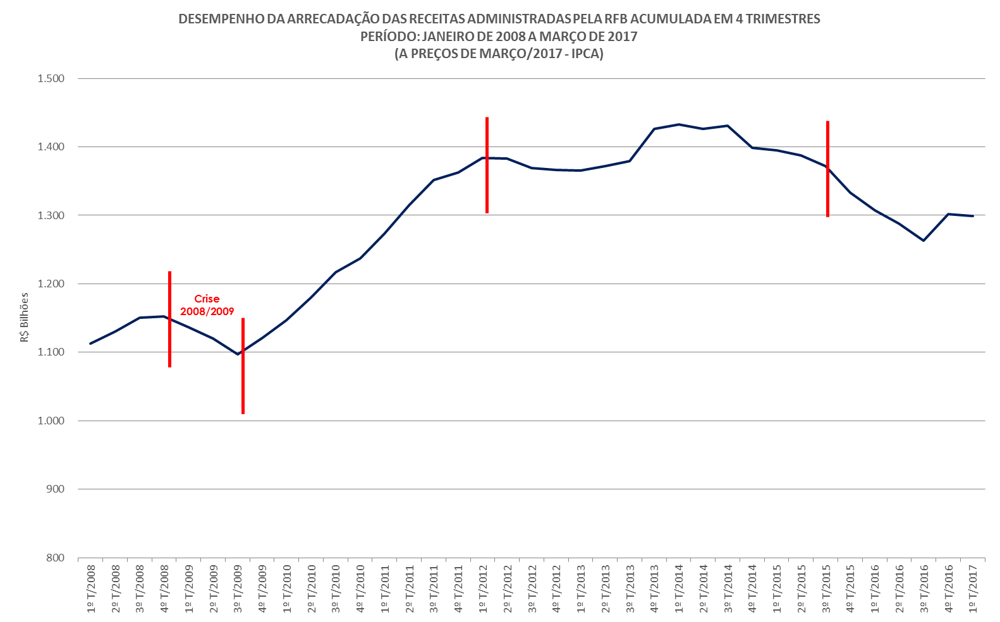 DESEMPENHO DA ARRECADAÇÃO DAS RECEITAS ADMINISTRADAS PELA RFB ACUMULADA EM 4 TRIMESTRES
PERÍODO: JANEIRO DE 2008 A MARÇO DE 2017
(A PREÇOS DE MARÇO/2017 - IPCA)
R$ Bilhões
1.500
1.400
1.300
1.200
1.100
1.000
900
800
Crise
2008/2009
1º T/2008
2º T/2008
3º T/2008
4º T/2008
1º T/2009
2º T/2009
3º T/2009
4º T/2009
1º T/2010
2º T/2010
3º T/2010
4º T/2010
1º T/2011
2º T/2011
3º T/2011
4º T/2011
1º T/2012
2º T/2012
3º T/2012
4º T/2012
1º T/2013
2º T/2013
3º T/2013
4º T/2013
1º T/2014
2º T/2014
3º T/2014
4º T/2014
1º T/2015
2º T/2015
3º T/2015
4º T/2015
1º T/2016
2º T/2016
3º T/2016
4º T/2016
1º T/2017